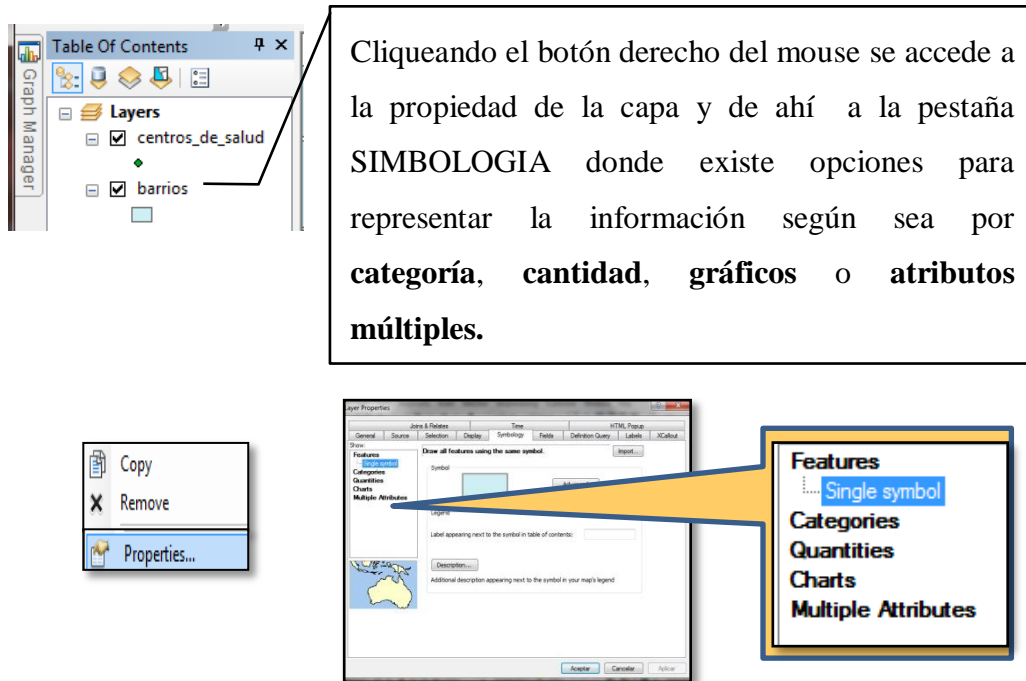 Table Of Contents
Graph Manager
Layers
centros_de_salud
barrios
Cliqueando el botón derecho del mouse se accede a
la propiedad de la capa y de ahí a la pestaña
SIMBOLOGIA donde existe opciones para
representar la información según sea por
categoría, cantidad, gráficos o atributos
múltiples.
Copy
Remove
Properties...
Layer Properties
Joins & Relates Time HTML Popup
General Source Selection Display Symbology Fields Definition Query Labels XCallout
Show:
Features
Single symbol
Categories
Quantities
Charts
Multiple Attributes
Draw all features using the same symbol.
Import...
Symbol
Legend
Label appearing next to the symbol in table of contents:
Description...
Additional description appearing next to the symbol in your map's legend
Aceptar Cancelar Aplicar
Features
Single symbol
Categories
Quantities
Charts
Multiple Attributes